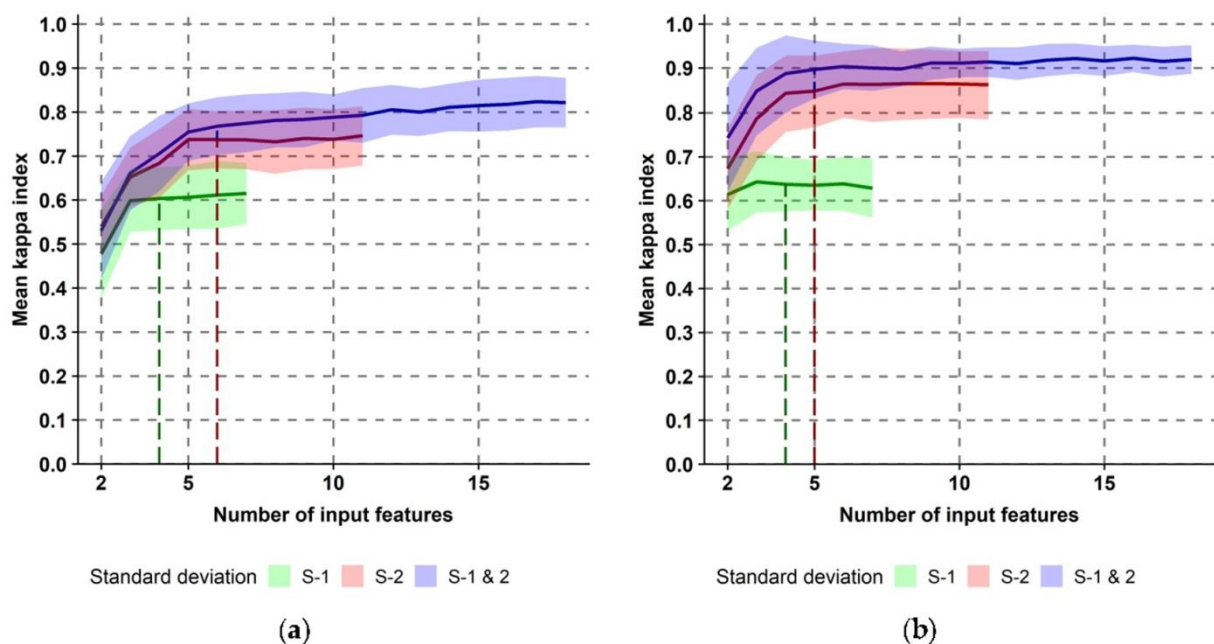 1.0
0.9
0.8
0.7
0.6
0.5
0.4
0.3
0.2
0.1
0.0
Mean kappa index
2 5 10 15
Number of input features
Standard deviation S-1 S-2 S-1 & 2
(a)
1.0
0.9
0.8
0.7
0.6
0.5
0.4
0.3
0.2
0.1
0.0
Mean kappa index
2 5 10 15
Number of input features
Standard deviation S-1 S-2 S-1 & 2
(b)